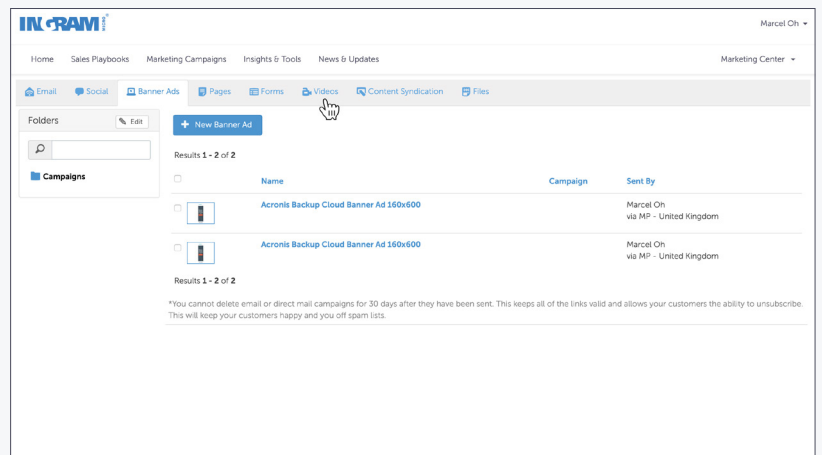 INGRAM MICRO
Marcel Oh
Home Sales Playbooks Marketing Campaigns Insights & Tools News & Updates Marketing Center
Email Social Banner Ads Pages Forms Videos Content Syndication Files
Folders Edit
New Banner Ad
Results 1 - 2 of 2
Campaigns
Name Campaign Sent By
Acronis Backup Cloud Banner Ad 160x600 Marcel Oh
via MP - United Kingdom
Acronis Backup Cloud Banner Ad 160x600 Marcel Oh
via MP - United Kingdom
Results 1 - 2 of 2
*You cannot delete email or direct mail campaigns for 30 days after they have been sent. This keeps all of the links valid and allows your customers the ability to unsubscribe.
This will keep your customers happy and you off spam lists.